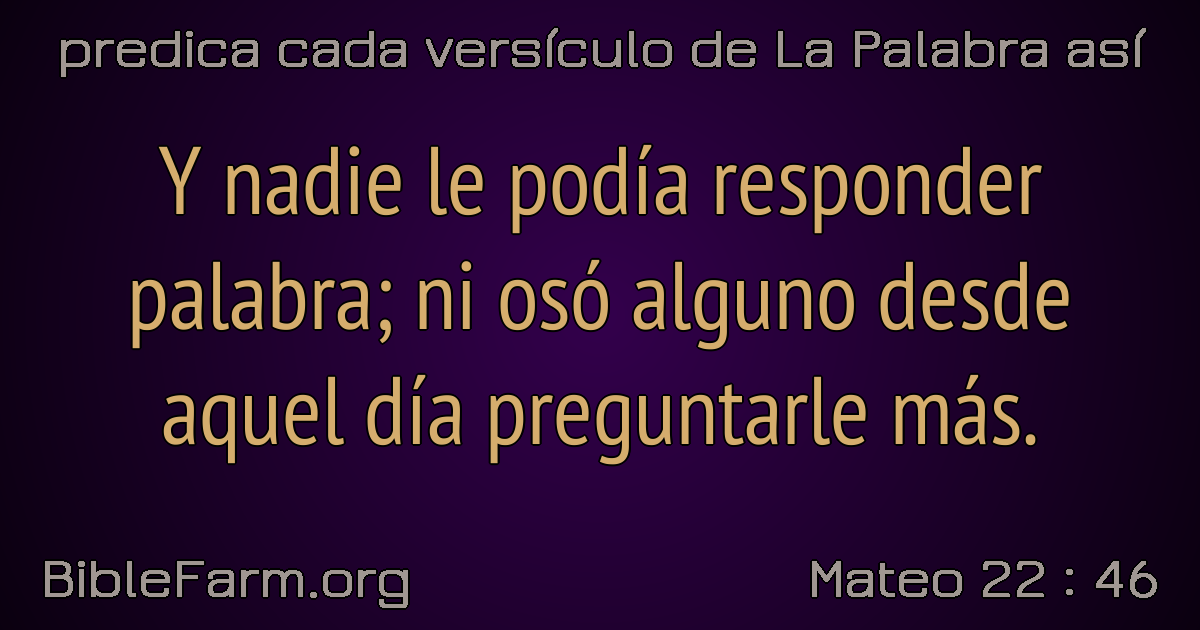 predica cada versículo de La Palabra así
Y nadie le podía responder
palabra; ni osó alguno desde
aquel día preguntarle más.
BibleFarm.org
Mateo 22 : 46